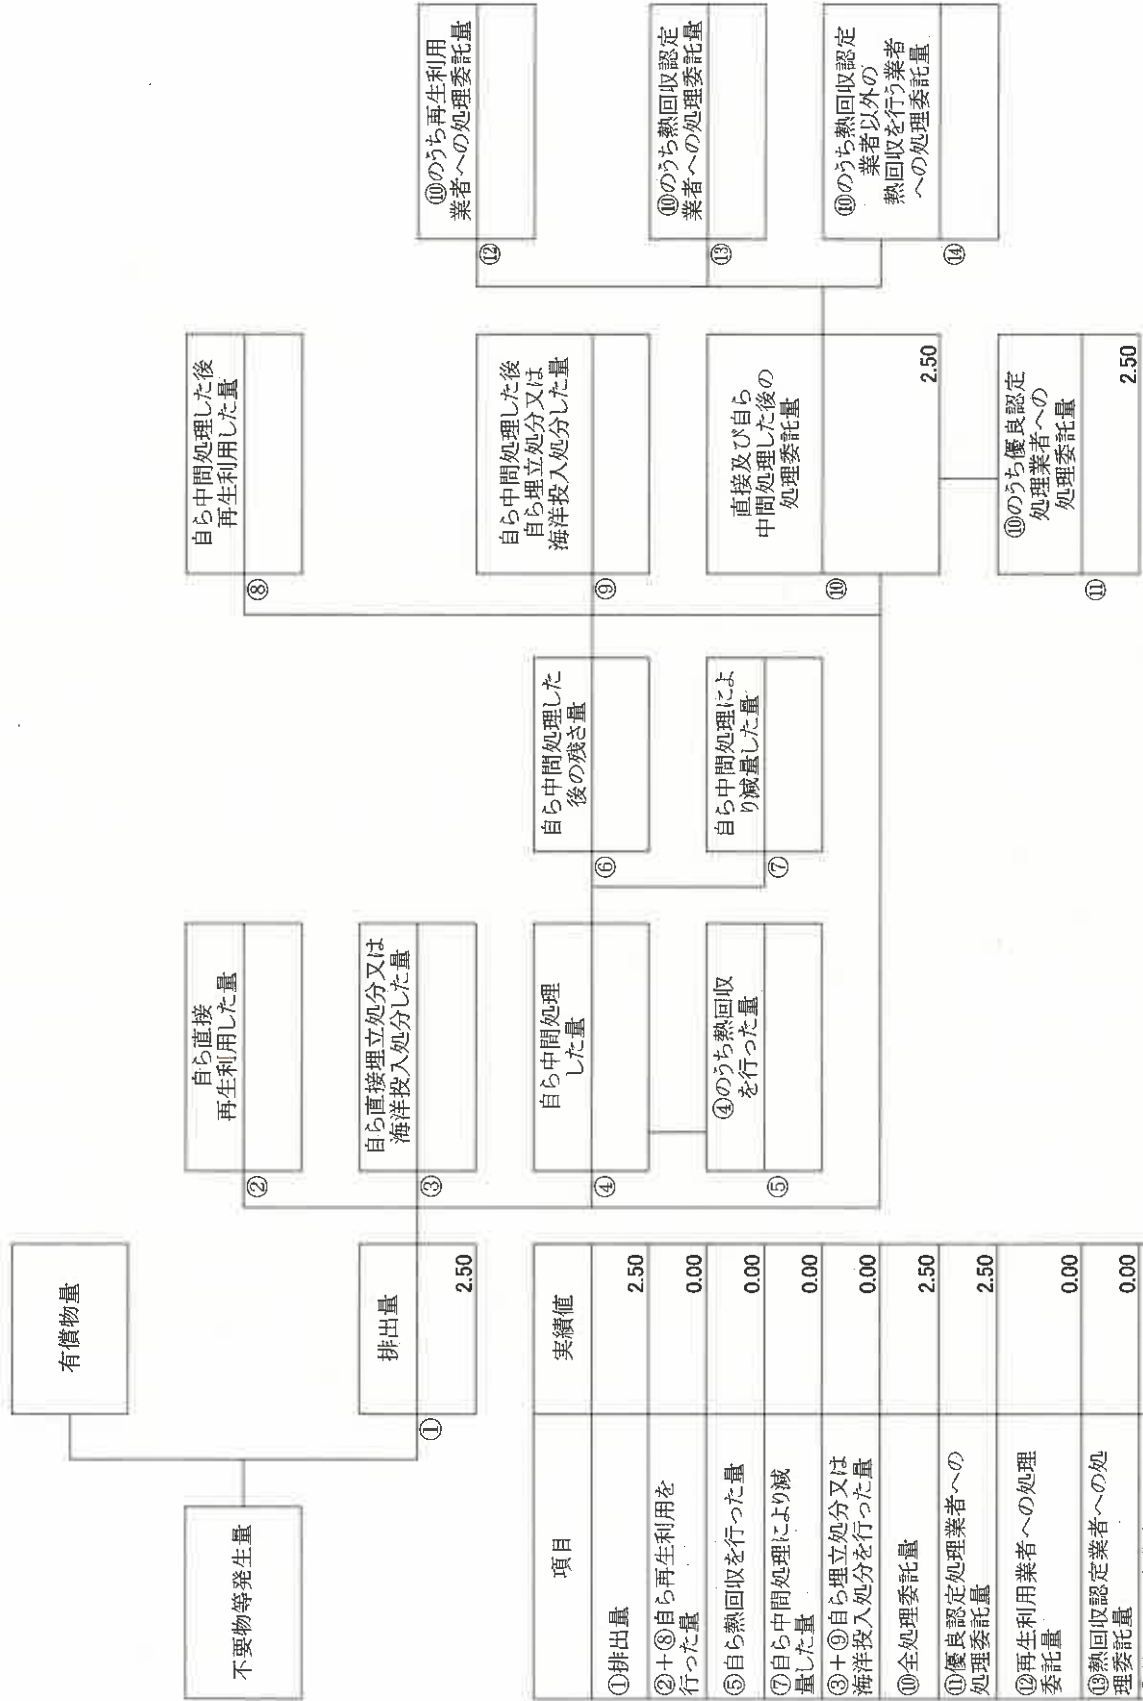 不要物等発生量
有償物量
①
排出量
2.50
②
自ら直接
再生利用した量
③
自ら直接埋立処分又は
海洋投入処分した量
④
自ら中間処理
した量
⑤
④のうち熱回収
を行った量
⑥
自ら中間処理した
後の残さ量
⑦
自ら中間処理によ
り減量した量
⑧
自ら中間処理した後
再生利用した量
⑨
自ら中間処理した後
自ら埋立処分又は
海洋投入処分した量
⑩
直接及び自ら
中間処理した後の
処理委託量
2.50
⑪
⑩のうち優良認定
処理業者への
処理委託量
2.50
⑫
⑩のうち再生利用
業者への処理委託量
⑬
⑩のうち熱回収認定
業者への処理委託量
⑭
⑩のうち熱回収認定
業者以外の
熱回収を行う業者
への処理委託量
項目 実績値
①排出量 2.50
②+⑧自ら再生利用を
行った量 0.00
⑤自ら熱回収を行った量 0.00
⑦自ら中間処理により減
量した量 0.00
③+⑨自ら埋立処分又は
海洋投入処分を行った量 0.00
⑩全処理委託量 2.50
⑪優良認定処理業者への
処理委託量 2.50
⑫再生利用業者への処理
委託量 0.00
⑬熱回収認定業者への処
理委託量 0.00